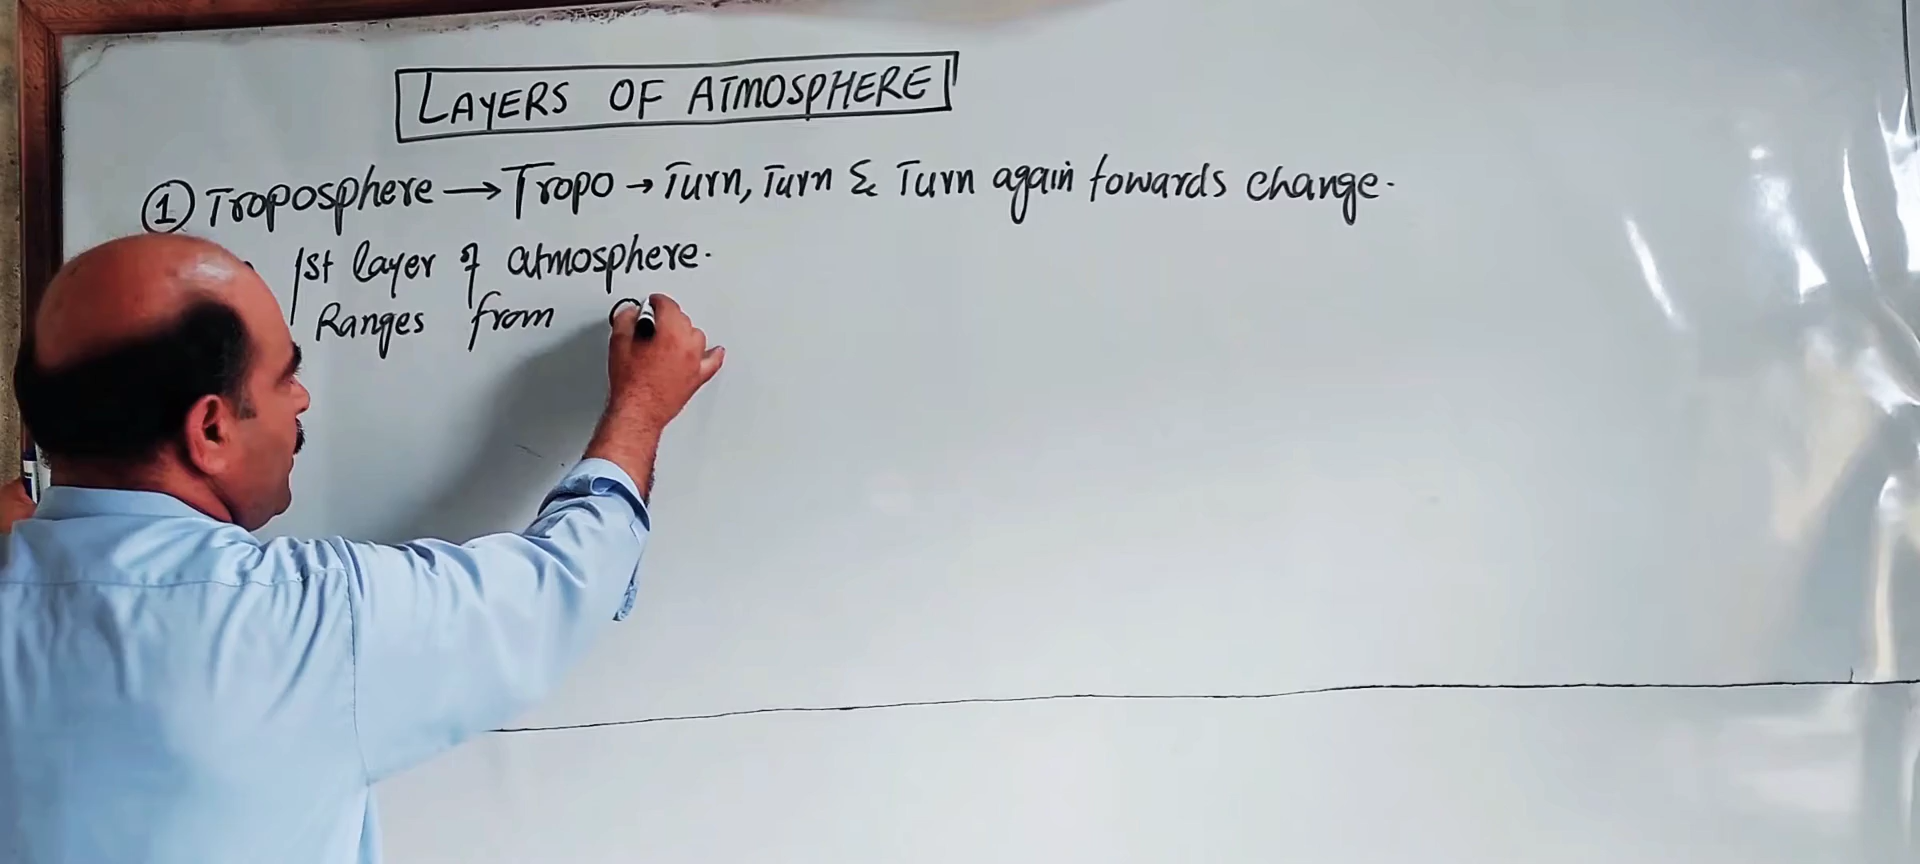 LAYERS OF ATMOSPHERE
① Troposphere → Tropo → Turn, Turn & Turn again towards change.
1st layer of atmosphere.
Ranges from